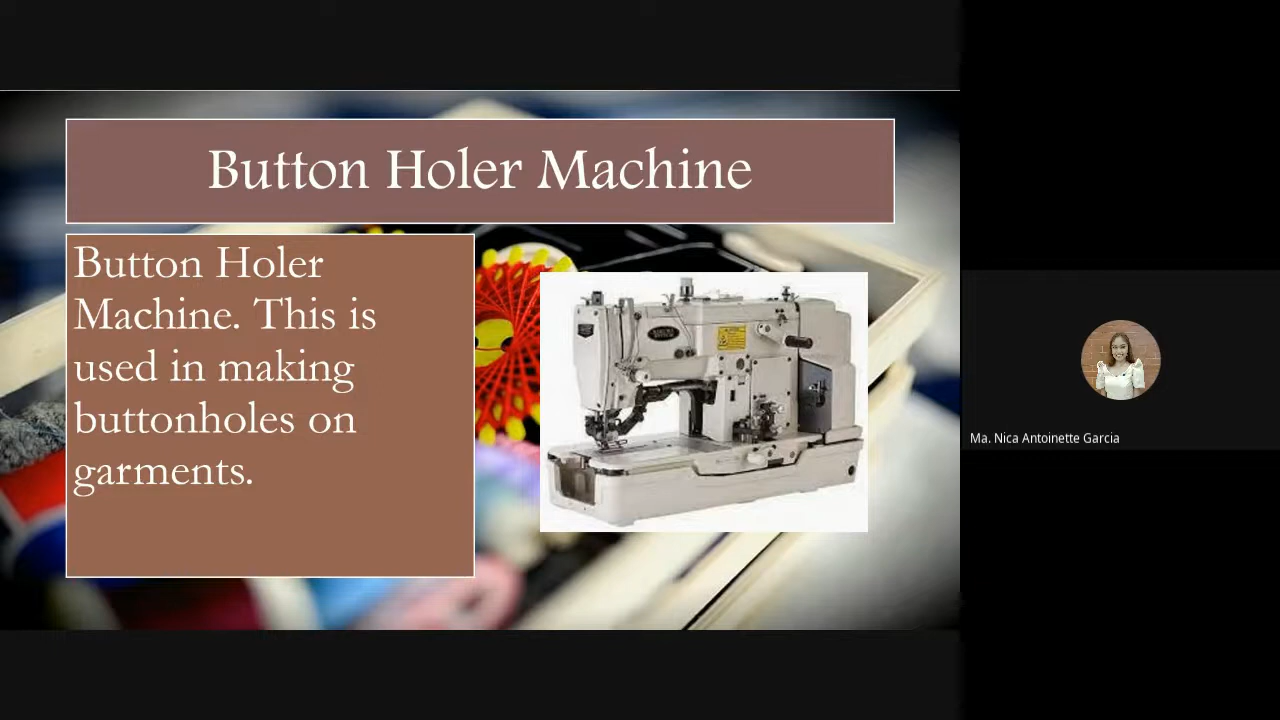 Button Holer Machine
Button Holer
Machine. This is
used in making
buttonholes on
garments.
Ma. Nica Antoinette Garcia